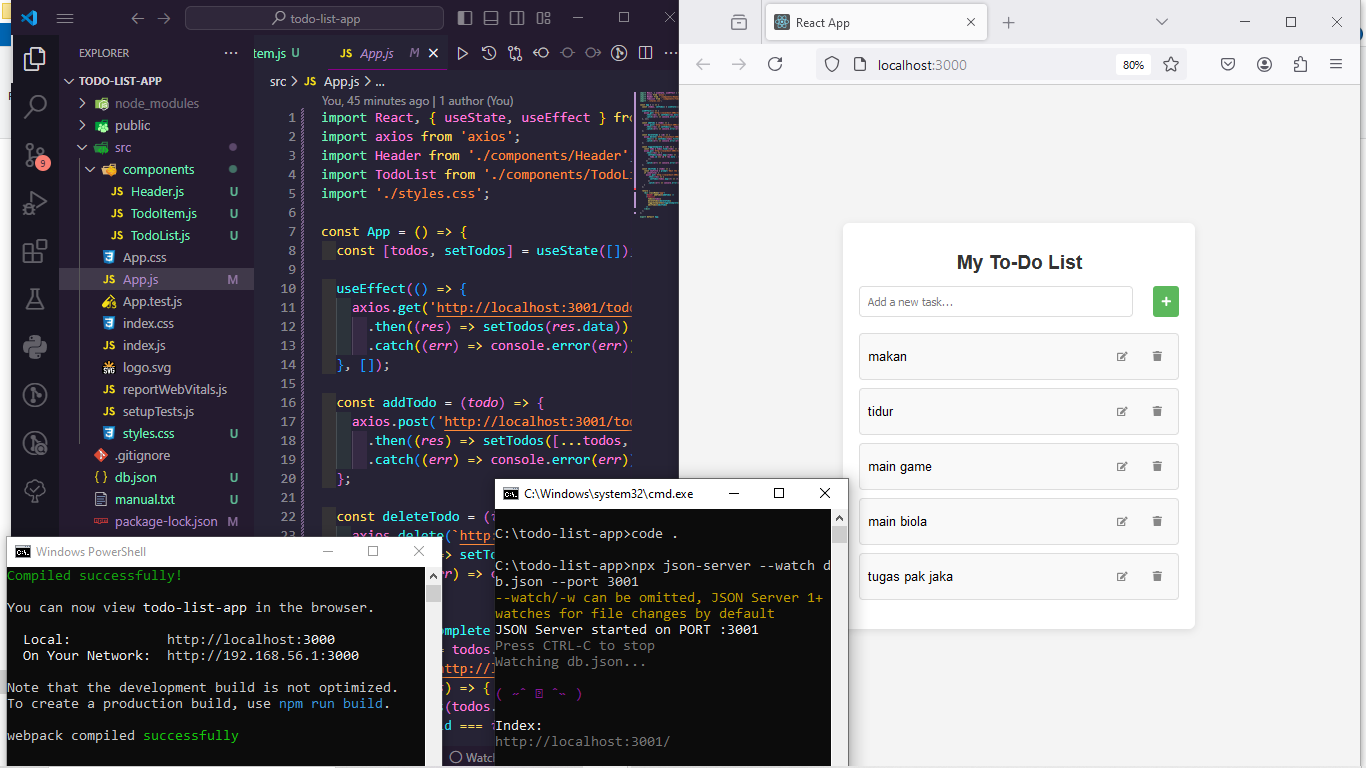 todo-list-app
EXPLORER
TODO-LIST-APP
node_modules
public
src
components
JS Header.js U
JS TodoItem.js U
JS TodoList.js U
App.css
JS App.js M
App.test.js
index.css
JS index.js
SVG logo.svg
JS reportWebVitals.js
JS setupTests.js
styles.css U
.gitignore
{ } db.json U
manual.txt U
package-lock.json M
9
tem.js U
JS App.js M
src > JS App.js > ...
You, 45 minutes ago | 1 author (You)
1 import React, { useState, useEffect } fro
2 import axios from 'axios';
3 import Header from './components/Header'
4 import TodoList from './components/TodoL
5 import './styles.css';
6
7 const App = () => {
8 const [todos, setTodos] = useState([])
9
10 useEffect(() => {
11 axios.get('http://localhost:3001/todo
12 .then((res) => setTodos(res.data))
13 .catch((err) => console.error(err)
14 }, []);
15
16 const addTodo = (todo) => {
17 axios.post('http://localhost:3001/to
18 .then((res) => setTodos([...todos,
19 .catch((err) => console.error(err)
20 };
21
22 const deleteTodo = (
23 axios.delete(`http:
=> setTo
rr) => c
omplete
= todos.
http://l
) => {
s(todos.
d ===
Watch
Windows PowerShell
Compiled successfully!
You can now view todo-list-app in the browser.
Local: http://localhost:3000
On Your Network: http://192.168.56.1:3000
Note that the development build is not optimized.
To create a production build, use npm run build.
webpack compiled successfully
C:\Windows\system32\cmd.exe
C:\todo-list-app>code .
C:\todo-list-app>npx json-server --watch d
b.json --port 3001
--watch/-w can be omitted, JSON Server 1+
watches for file changes by default
JSON Server started on PORT :3001
Press CTRL-C to stop
Watching db.json...
Index:
http://localhost:3001/
React App
localhost:3000
80%
My To-Do List
Add a new task...
+
makan
tidur
main game
main biola
tugas pak jaka